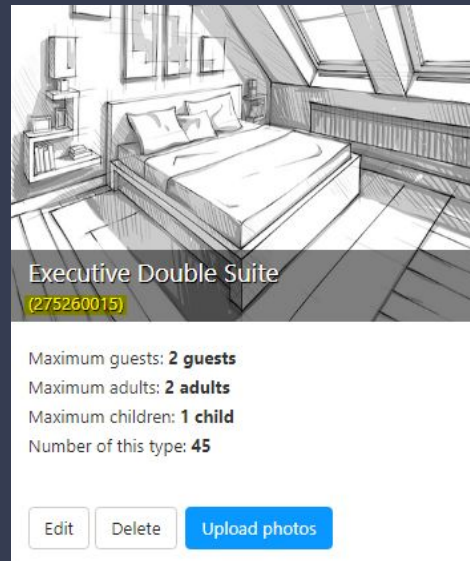 Executive Double Suite
(275260015)
Maximum guests: 2 guests
Maximum adults: 2 adults
Maximum children: 1 child
Number of this type: 45
Edit Delete Upload photos